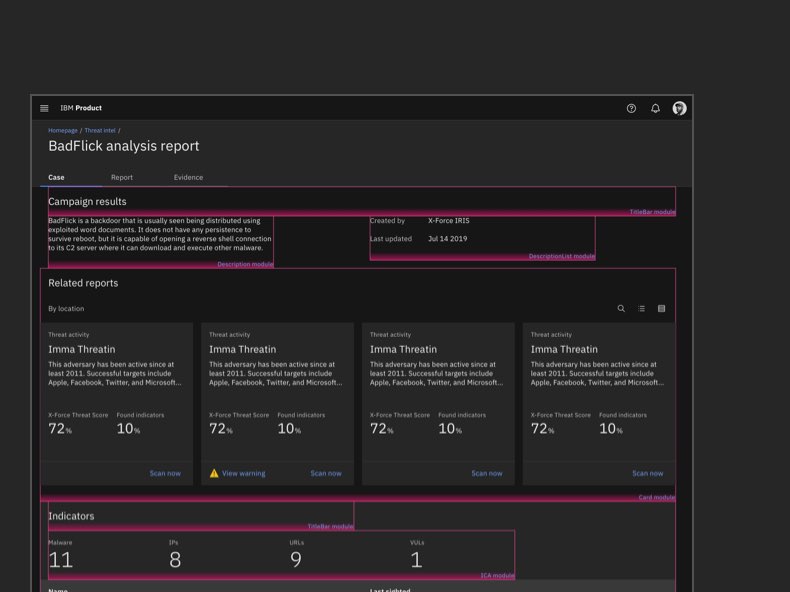 IBM Product
Homepage / Threat intel /
BadFlick analysis report
Case Report Evidence
Campaign results
TitleBar module
BadFlick is a backdoor that is usually seen being distributed using
exploited word documents. It does not have any persistence to
survive reboot, but it is capable of opening a reverse shell connection
to its C2 server where it can download and execute other malware.
Description module
Created by X-Force IRIS
Last updated Jul 14 2019
DescriptionList module
Related reports
By location
Threat activity
Imma Threatin
This adversary has been active since at
least 2011. Successful targets include
Apple, Facebook, Twitter, and Microsoft...
X-Force Threat Score Found indicators
72% 10%
Scan now
Threat activity
Imma Threatin
This adversary has been active since at
least 2011. Successful targets include
Apple, Facebook, Twitter, and Microsoft...
X-Force Threat Score Found indicators
72% 10%
View warning Scan now
Threat activity
Imma Threatin
This adversary has been active since at
least 2011. Successful targets include
Apple, Facebook, Twitter, and Microsoft...
X-Force Threat Score Found indicators
72% 10%
Scan now
Threat activity
Imma Threatin
This adversary has been active since at
least 2011. Successful targets include
Apple, Facebook, Twitter, and Microsoft...
X-Force Threat Score Found indicators
72% 10%
Scan now
Card module
Indicators
TitleBar module
Malware IPs URLs VULs
11 8 9 1
ICA module
Name Last sighted